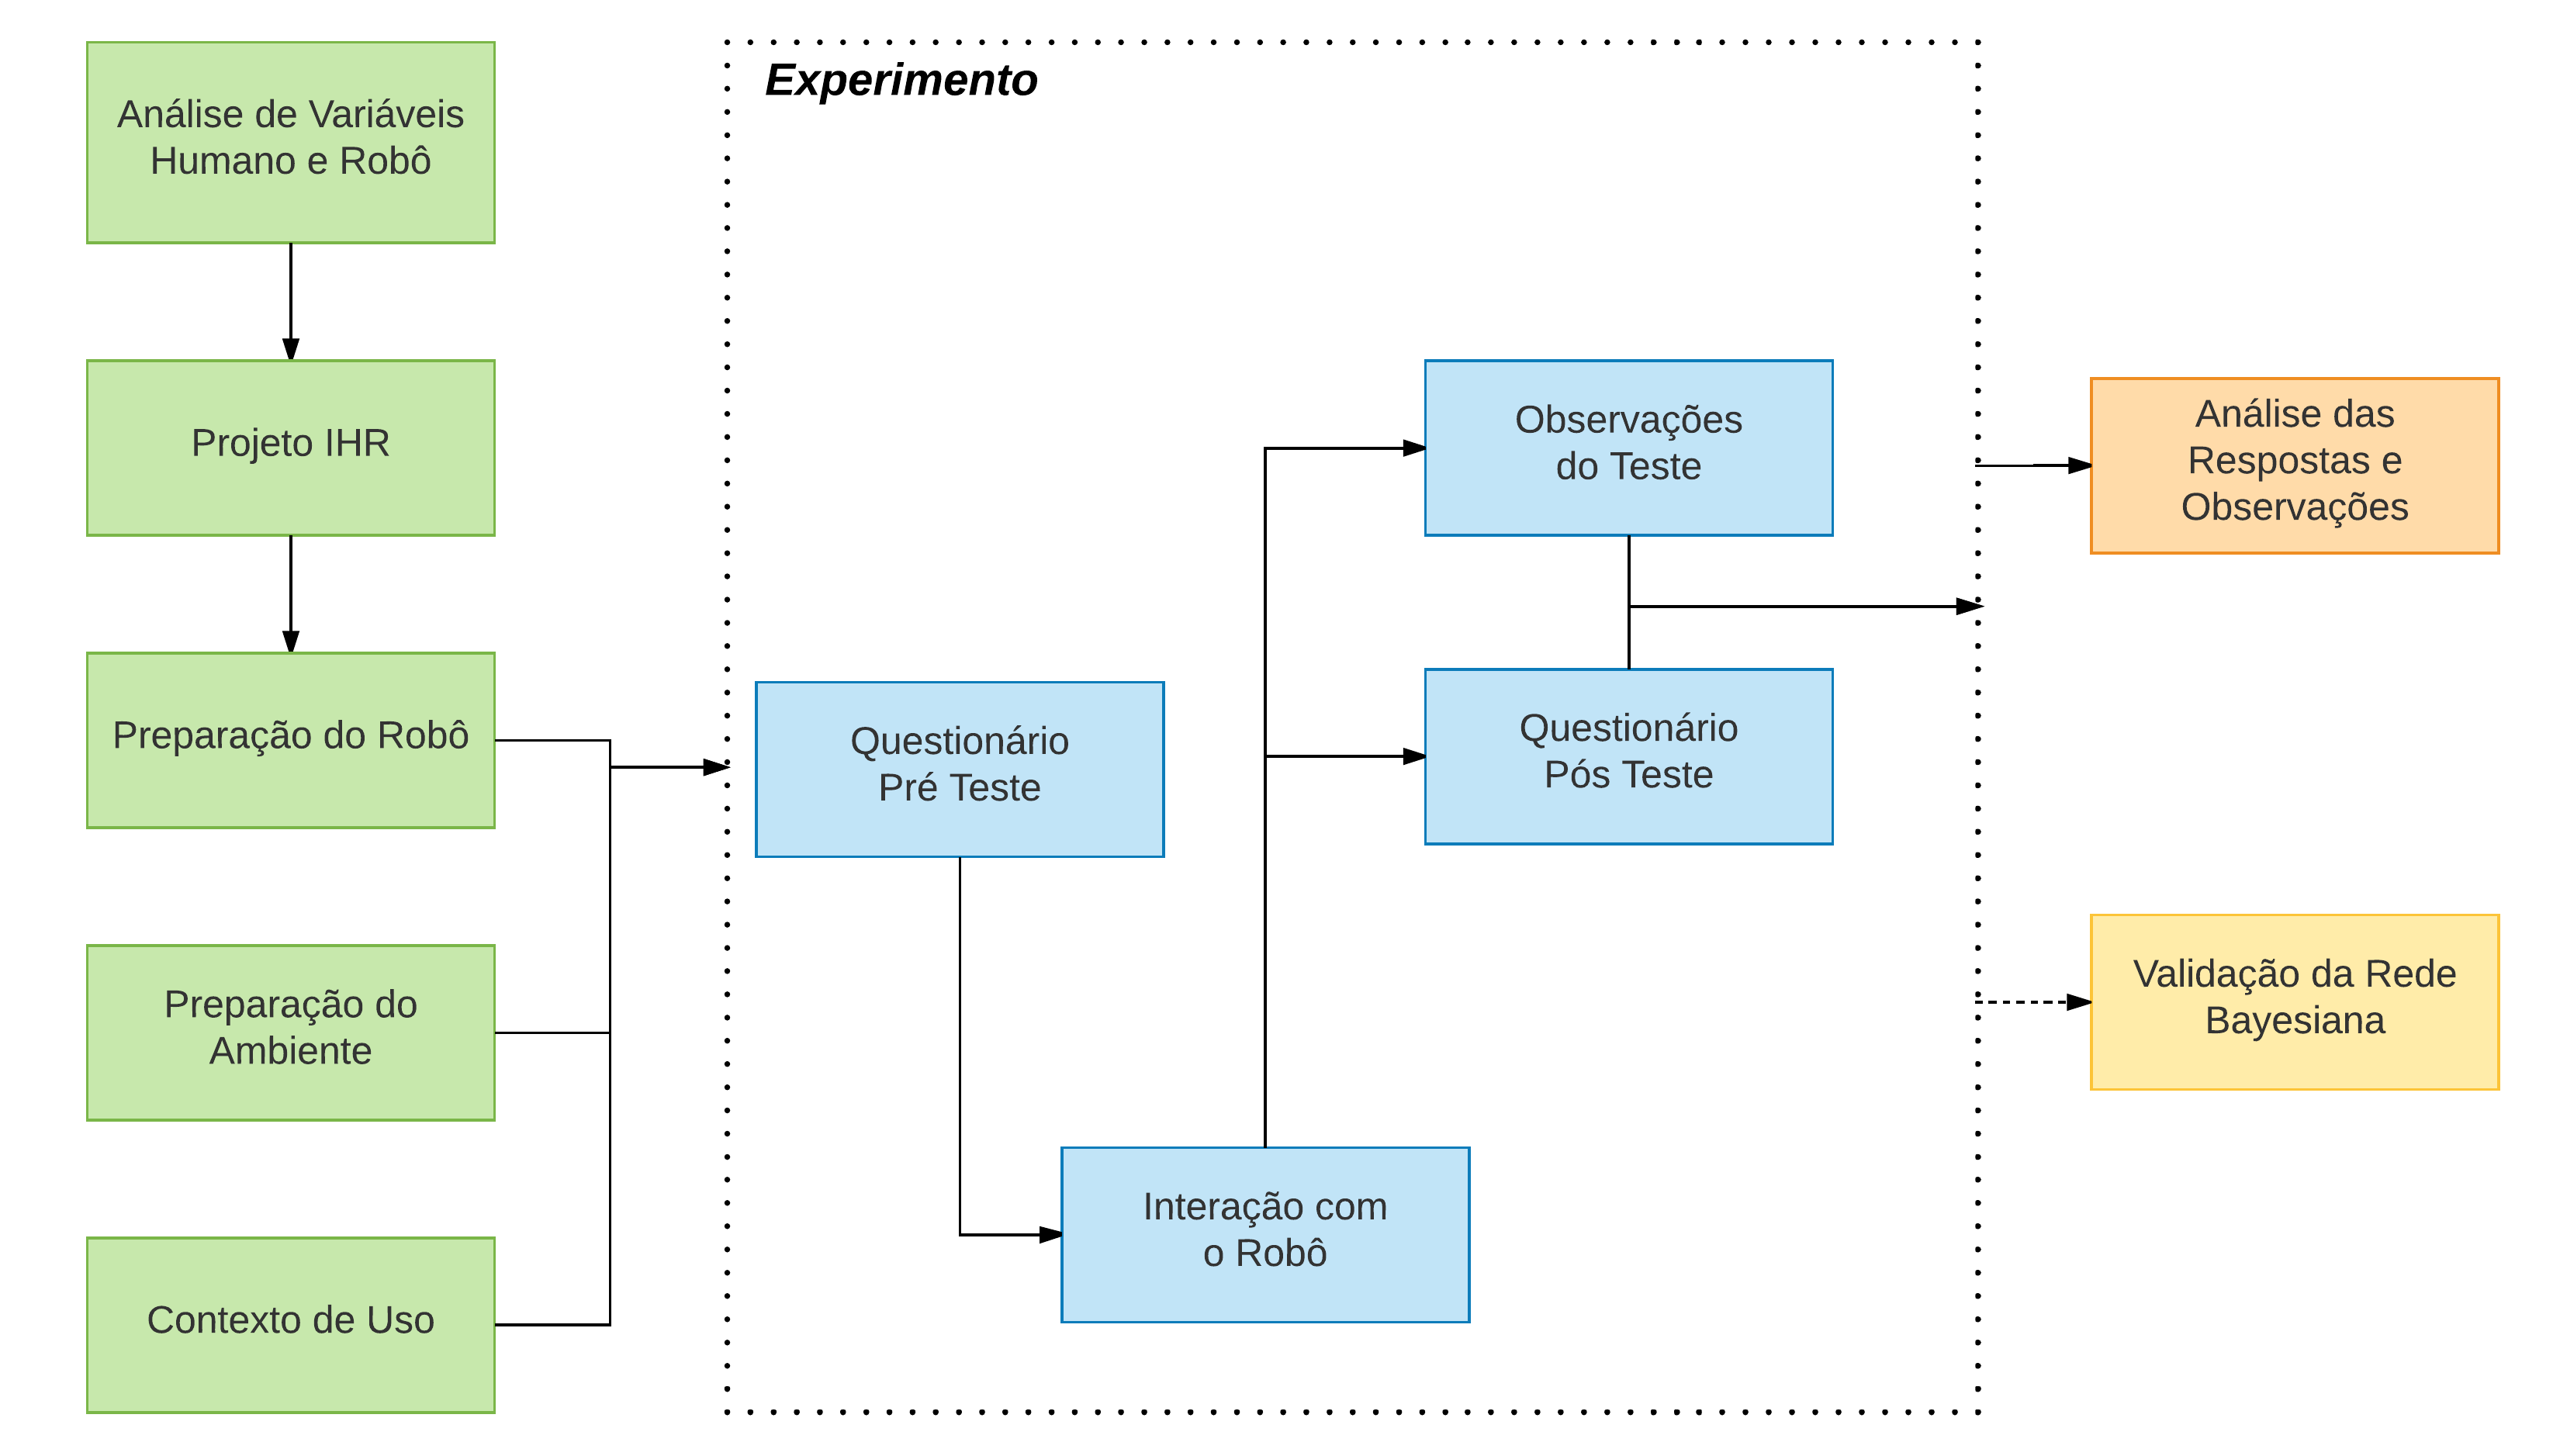 Análise de Variáveis
Humano e Robô
Projeto IHR
Preparação do Robô
Preparação do
Ambiente
Contexto de Uso
Experimento
Questionário
Pré Teste
Interação com
o Robô
Observações
do Teste
Questionário
Pós Teste
Análise das
Respostas e
Observações
Validação da Rede
Bayesiana